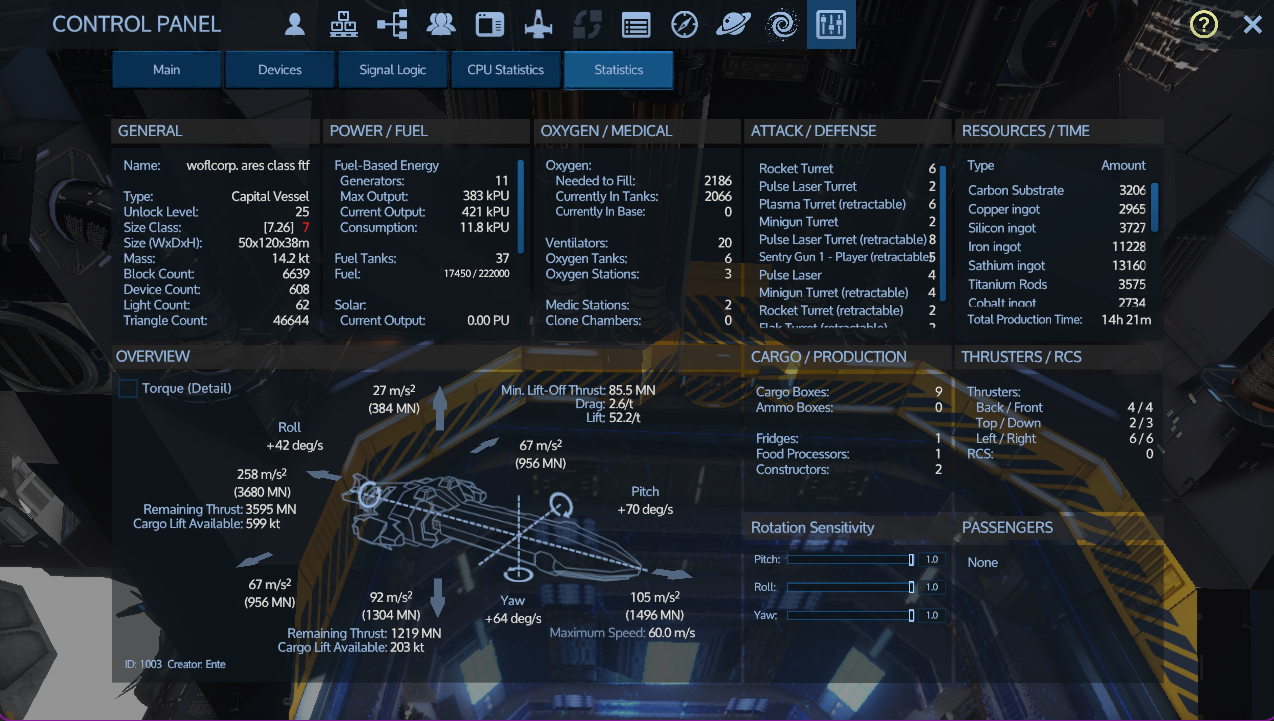 CONTROL PANEL
?
Main
Devices
Signal Logic
CPU Statistics
Statistics
GENERAL
Name: woflcorp. ares class ftf
Type: Capital Vessel
Unlock Level: 25
Size Class: [7.26] 7
Size (WxDxH): 50x120x38m
Mass: 14.2 kt
Block Count: 6639
Device Count: 608
Light Count: 62
Triangle Count: 46644
POWER / FUEL
Fuel-Based Energy
Generators: 11
Max Output: 383 kPU
Current Output: 421 kPU
Consumption: 11.8 kPU
Fuel Tanks: 37
Fuel: 17450 / 222000
Solar:
Current Output: 0.00 PU
OXYGEN / MEDICAL
Oxygen:
Needed to Fill: 2186
Currently In Tanks: 2066
Currently In Base: 0
Ventilators: 20
Oxygen Tanks: 6
Oxygen Stations: 3
Medic Stations: 2
Clone Chambers: 0
ATTACK / DEFENSE
Rocket Turret 6
Pulse Laser Turret 2
Plasma Turret (retractable) 6
Minigun Turret 2
Pulse Laser Turret (retractable) 8
Sentry Gun 1 - Player (retractable 5
Pulse Laser 4
Minigun Turret (retractable) 4
Rocket Turret (retractable) 2
Flak Turret (retractable) 2
RESOURCES / TIME
Type Amount
Carbon Substrate 3206
Copper ingot 2965
Silicon ingot 3727
Iron ingot 11228
Sathium ingot 13160
Titanium Rods 3575
Cobalt ingot 2734
Total Production Time: 14h 21m
OVERVIEW
Torque (Detail)
27 m/s²
(384 MN)
Min. Lift-Off Thrust: 85.5 MN
Drag: 2.6/t
Lift: 52.2/t
Roll
+42 deg/s
67 m/s²
(956 MN)
258 m/s²
(3680 MN)
Remaining Thrust: 3595 MN
Cargo Lift Available: 599 kt
Pitch
+70 deg/s
67 m/s²
(956 MN)
92 m/s²
(1304 MN)
Remaining Thrust: 1219 MN
Cargo Lift Available: 203 kt
Yaw
+64 deg/s
105 m/s²
(1496 MN)
Maximum Speed: 60.0 m/s
ID: 1003 Creator: Ente
CARGO / PRODUCTION
Cargo Boxes: 9
Ammo Boxes: 0
Fridges: 1
Food Processors: 1
Constructors: 2
THRUSTERS / RCS
Thrusters:
Back / Front 4 / 4
Top / Down 2 / 3
Left / Right 6 / 6
RCS: 0
Rotation Sensitivity
Pitch: 1.0
Roll: 1.0
Yaw: 1.0
PASSENGERS
None